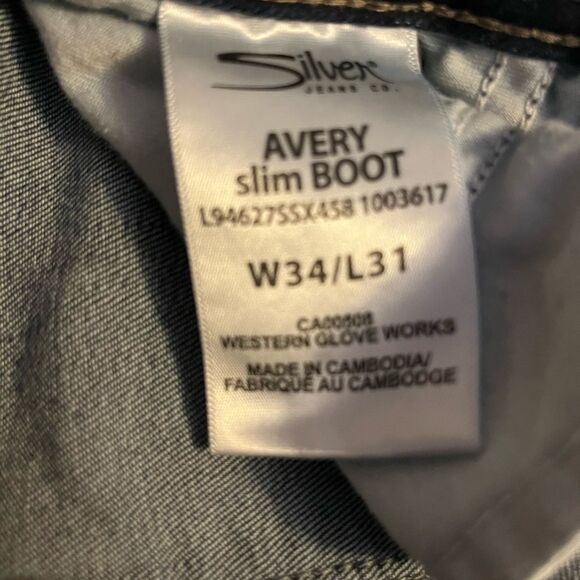 Silver
JEANS CO.
AVERY
slim BOOT
L94627SSX458 1003617
W34/L31
CA00608
WESTERN GLOVE WORKS
MADE IN CAMBODIA/
FABRIQUÉ AU CAMBODGE